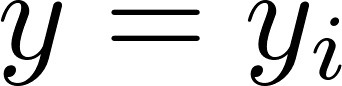 y = y_i